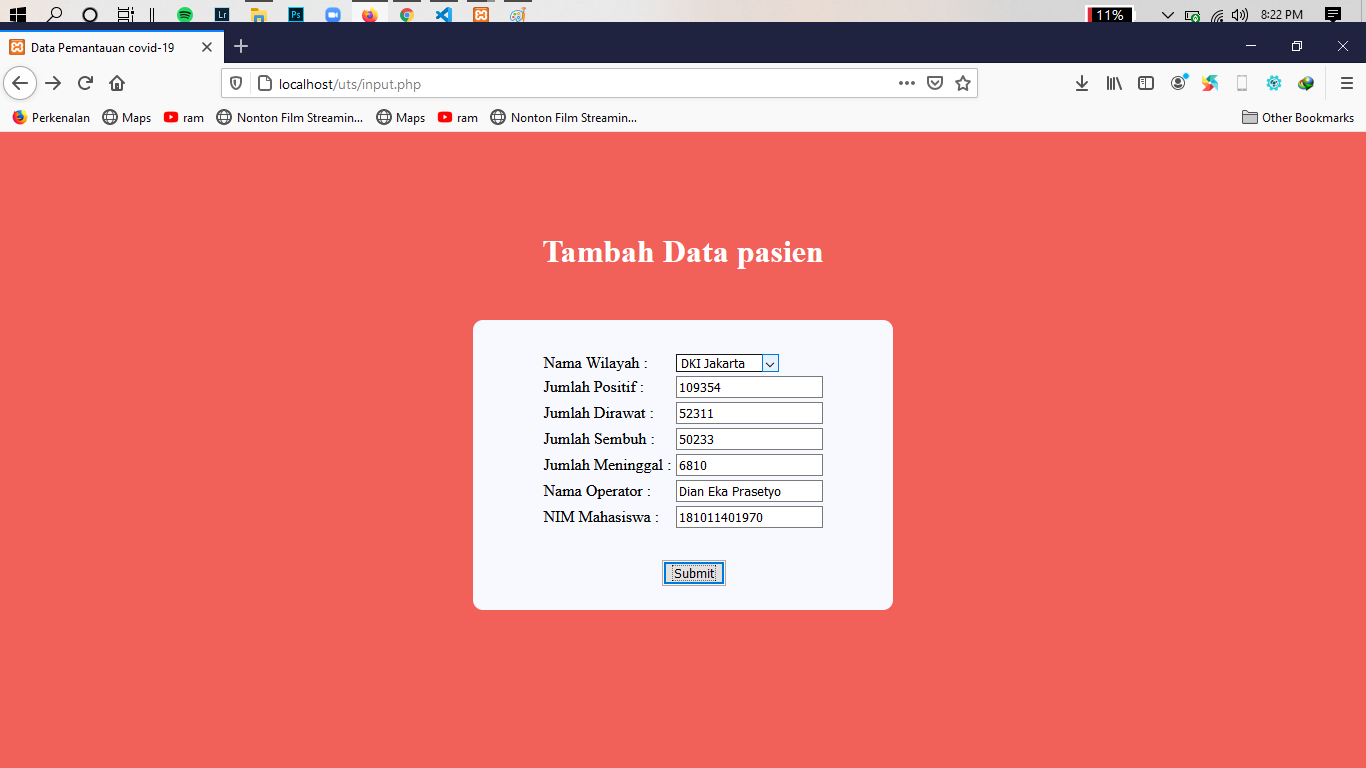 Lr
Ps
11%
8:22 PM
Data Pemantauan covid-19
localhost/uts/input.php
Perkenalan Maps ram Nonton Film Streamin... Maps ram Nonton Film Streamin... Other Bookmarks
Tambah Data pasien
Nama Wilayah : DKI Jakarta
Jumlah Positif : 109354
Jumlah Dirawat : 52311
Jumlah Sembuh : 50233
Jumlah Meninggal : 6810
Nama Operator : Dian Eka Prasetyo
NIM Mahasiswa : 181011401970
Submit